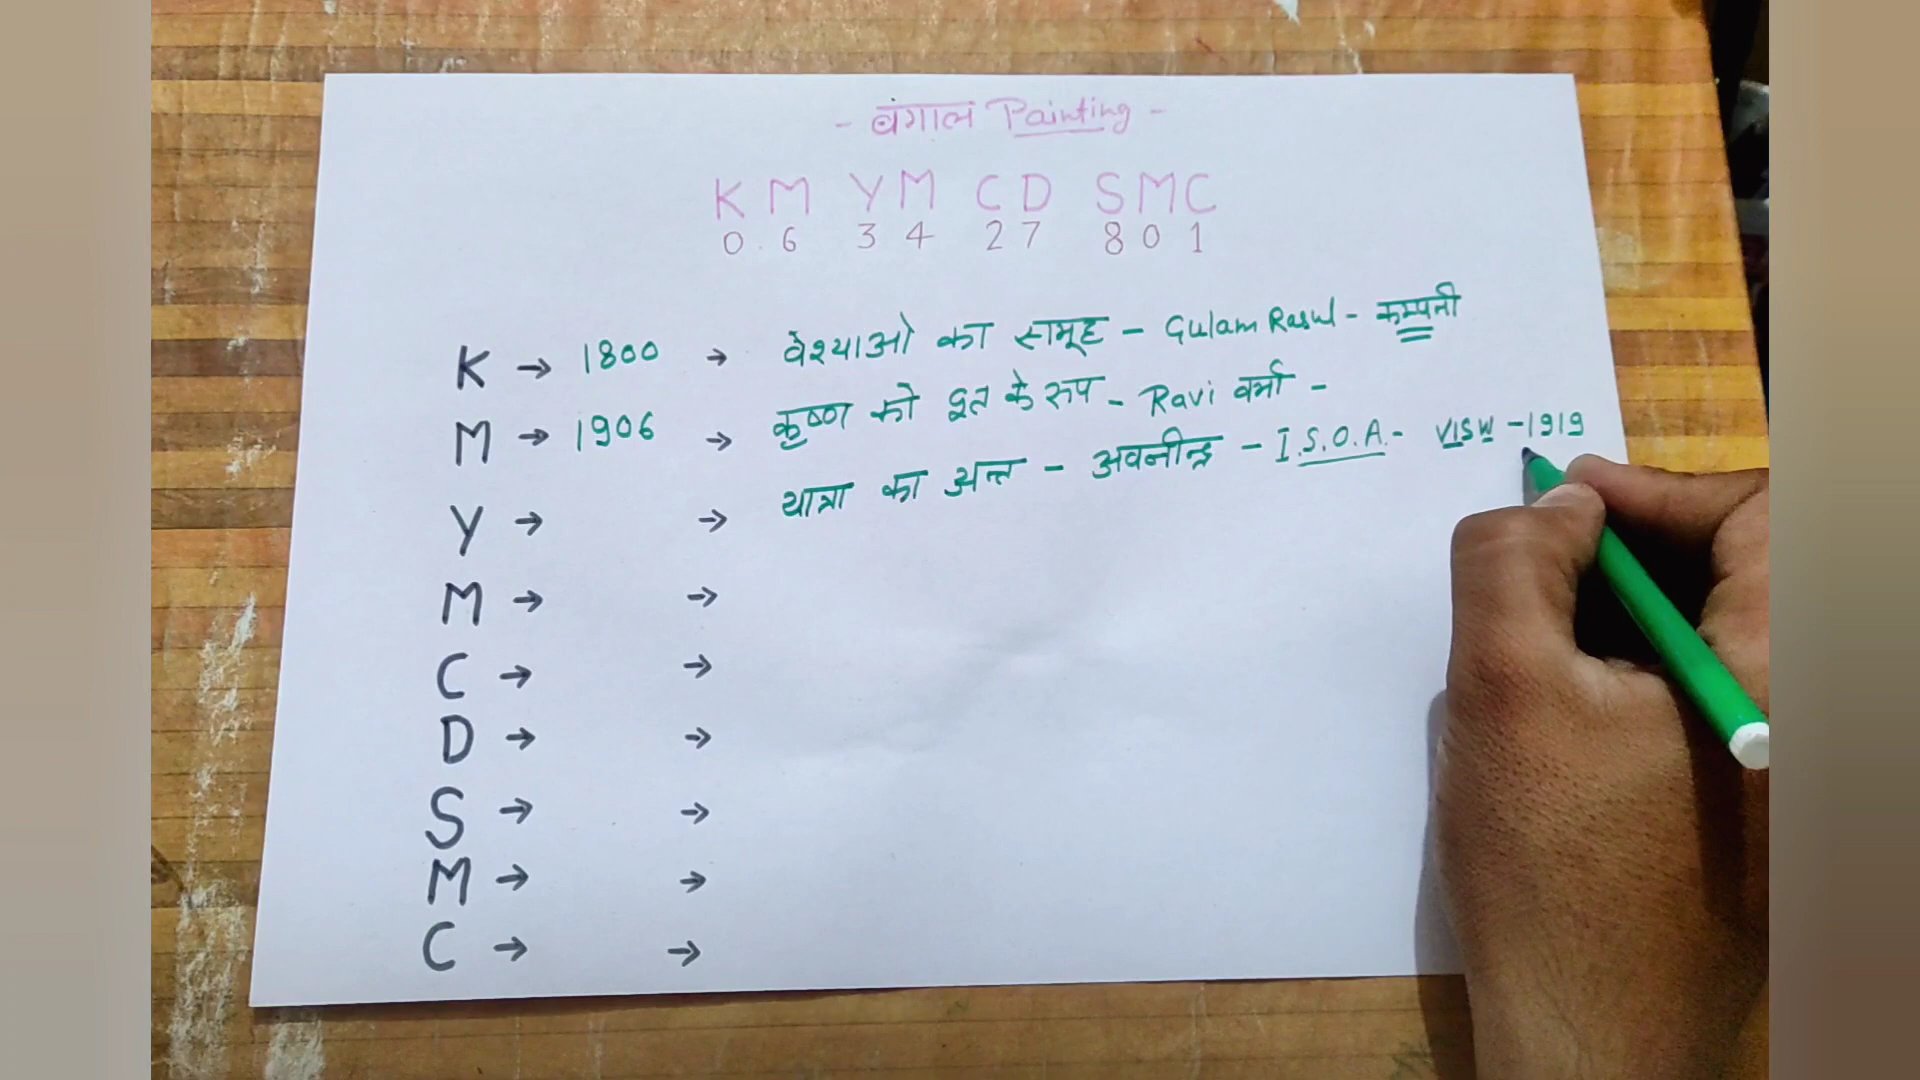 - बंगाल Painting -
K M Y M C D S M C
0. 6 3 4 2 7 8 0 1
K → 1800 → वेश्याओ का समूह - Gulam Rasul - कम्पनी
M → 1906 → कृष्ण को दूत के रुप - Ravi वर्मा -
Y → → यात्रा का अन्त - अवनीन्द्र - I.S.O.A. - VISW - 1919
M → →
C → →
D → →
S → →
M → →
C → →